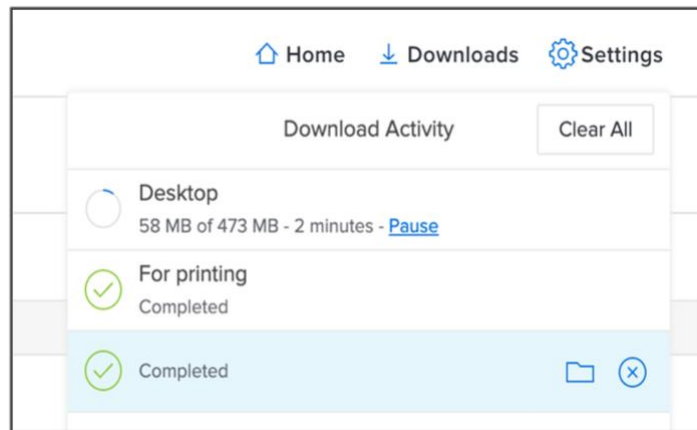 Home Downloads Settings
Download Activity Clear All
Desktop
58 MB of 473 MB - 2 minutes - Pause
For printing
Completed
Completed